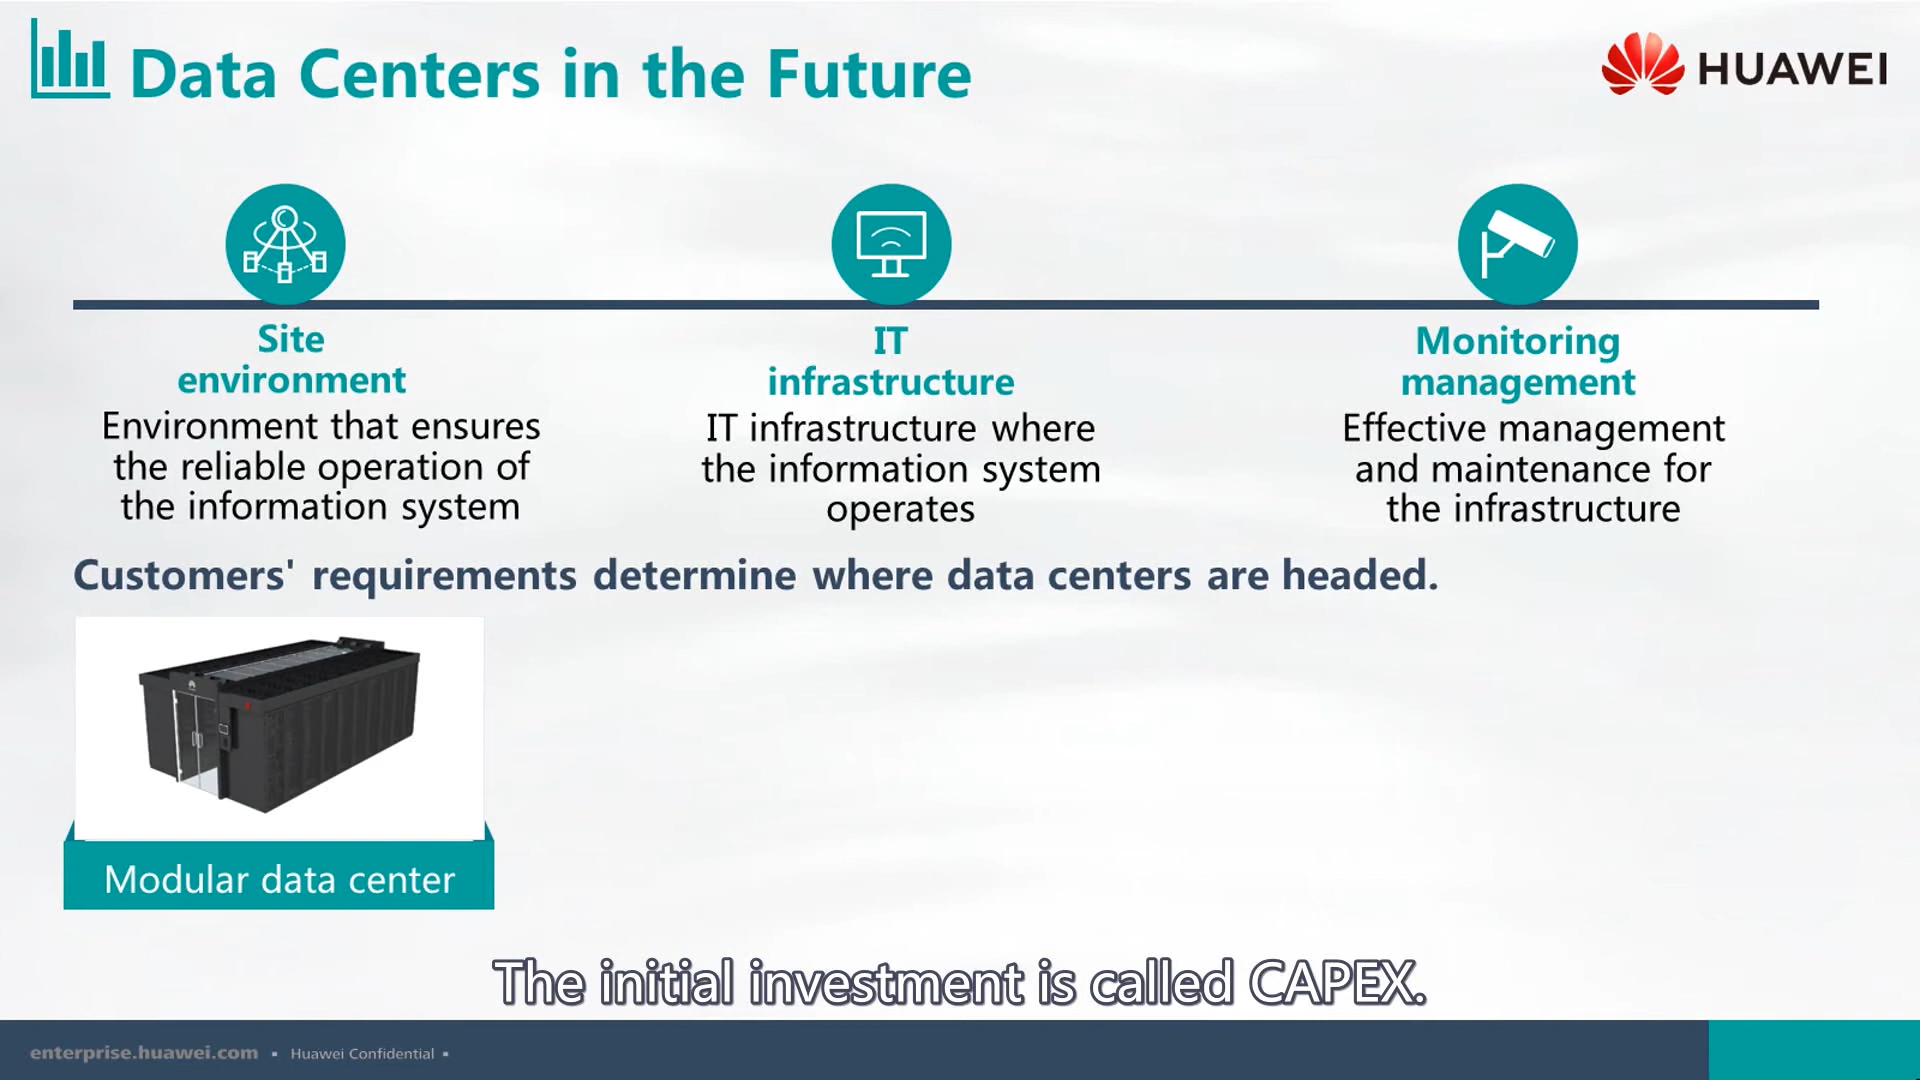 Data Centers in the Future
HUAWEI
Site
environment
Environment that ensures
the reliable operation of
the information system
IT
infrastructure
IT infrastructure where
the information system
operates
Monitoring
management
Effective management
and maintenance for
the infrastructure
Customers' requirements determine where data centers are headed.
Modular data center
The initial investment is called CAPEX.
enterprise.huawei.com ▪ Huawei Confidential ▪